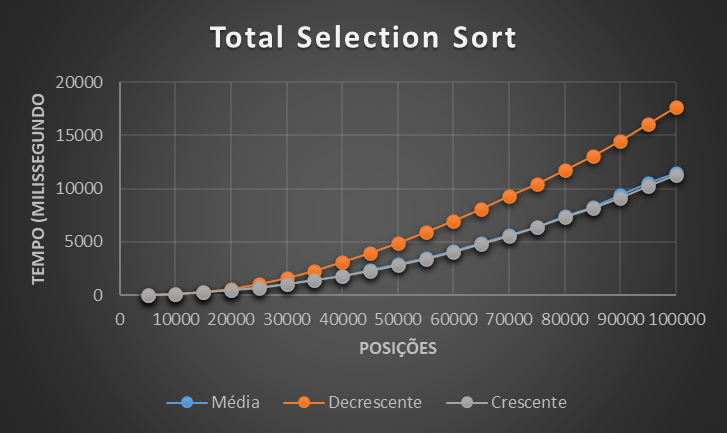 Total Selection Sort
TEMPO (MILISSEGUNDO
20000
15000
10000
5000
0
0 10000 20000 30000 40000 50000 60000 70000 80000 90000 100000
POSIÇÕES
Média Decrescente Crescente